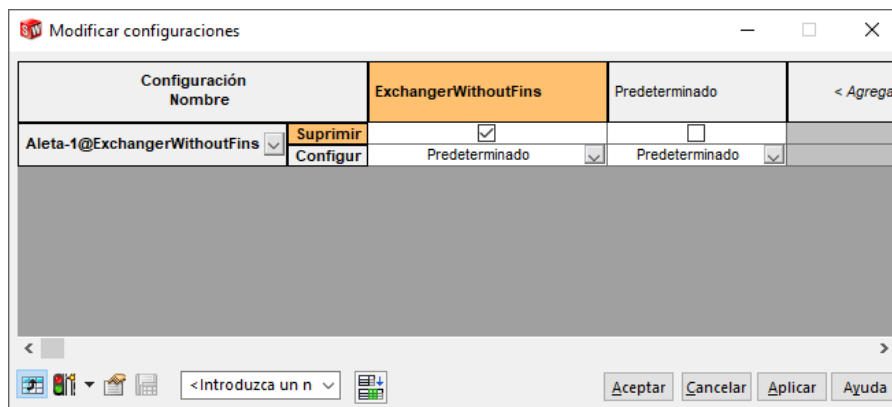 Modificar configuraciones
Configuración
Nombre
ExchangerWithoutFins
Predeterminado
< Agrega
Aleta-1@ExchangerWithoutFins
Suprimir
Configur
Predeterminado
Predeterminado
<Introduzca un n
Aceptar
Cancelar
Aplicar
Ayuda